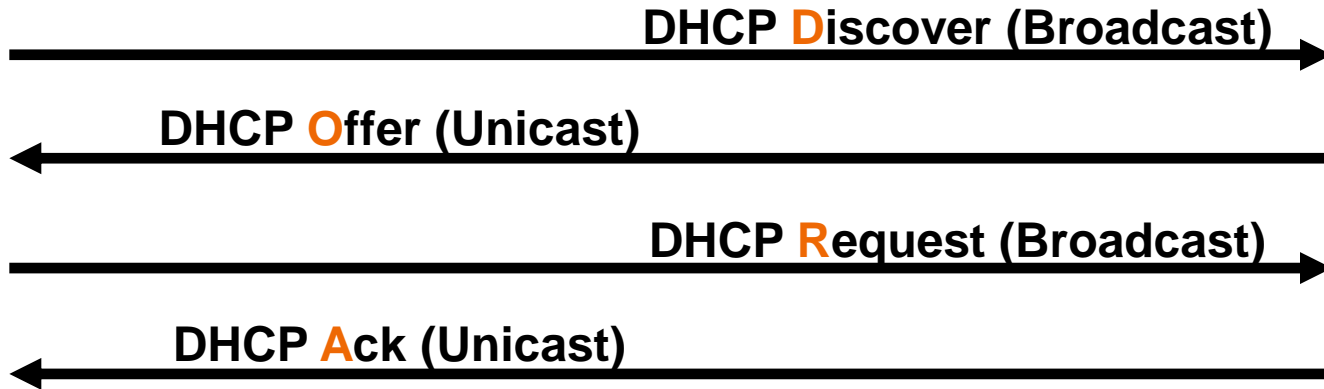 DHCP Discover (Broadcast)
DHCP Offer (Unicast)
DHCP Request (Broadcast)
DHCP Ack (Unicast)